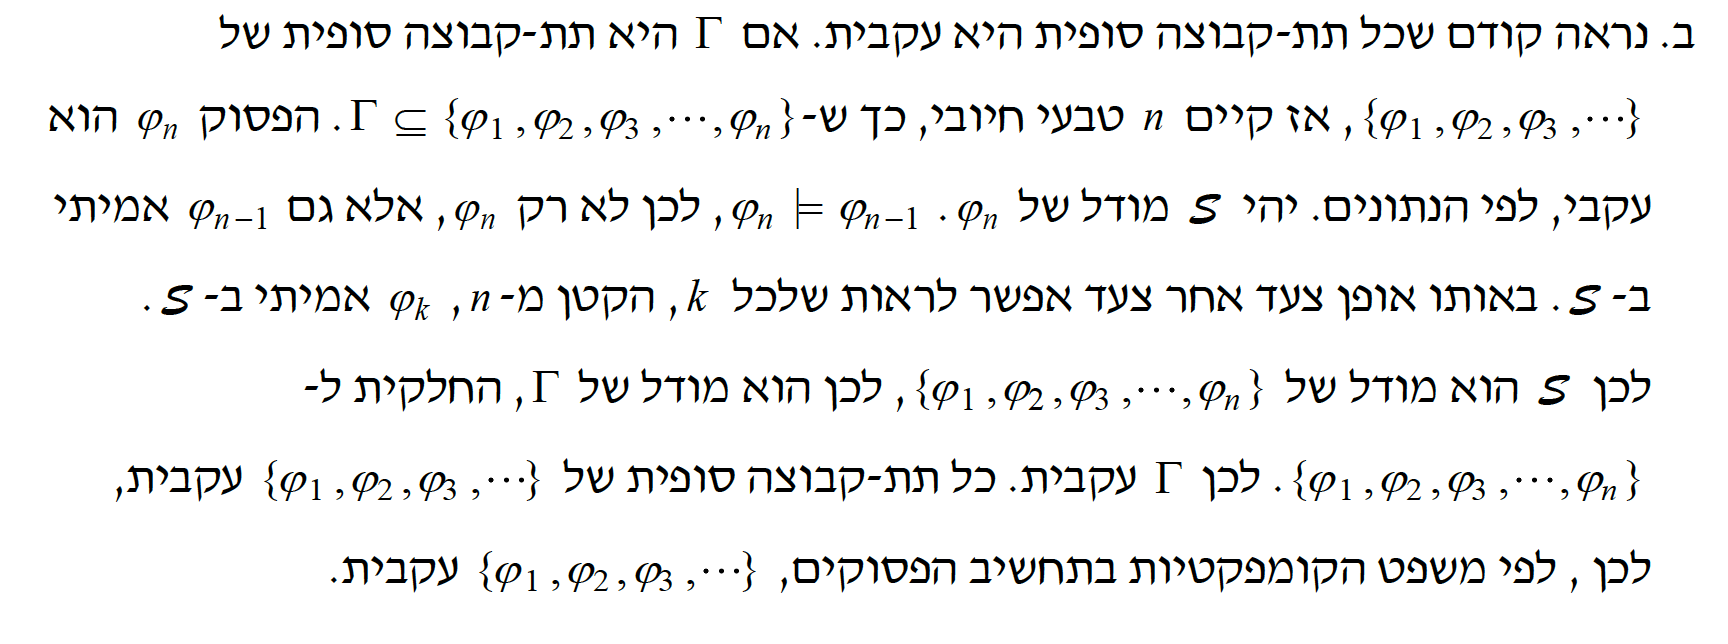 ב. נראה קודם שכל תת-קבוצה סופית היא עקבית. אם Γ היא תת-קבוצה סופית של
{φ₁, φ₂, φ₃, ⋯}, אז קיים n טבעי חיובי, כך ש-{φ₁, φ₂, φ₃, ⋯, φₙ} ⊇ Γ. הפסוק φₙ הוא
עקבי, לפי הנתונים. יהי S מודל של φₙ. φₙ ⊨ φₙ₋₁, לכן לא רק φₙ, אלא גם φₙ₋₁ אמיתי
ב- S. באותו אופן צעד אחר צעד אפשר לראות שלכל k, הקטן מ-n, φₖ אמיתי ב- S.
לכן S הוא מודל של {φ₁, φ₂, φ₃, ⋯, φₙ}, לכן הוא מודל של Γ, החלקית ל-
{φ₁, φ₂, φ₃, ⋯, φₙ}. לכן Γ עקבית. כל תת-קבוצה סופית של {φ₁, φ₂, φ₃, ⋯} עקבית,
לכן , לפי משפט הקומפקטיות בתחשיב הפסוקים, {φ₁, φ₂, φ₃, ⋯} עקבית.